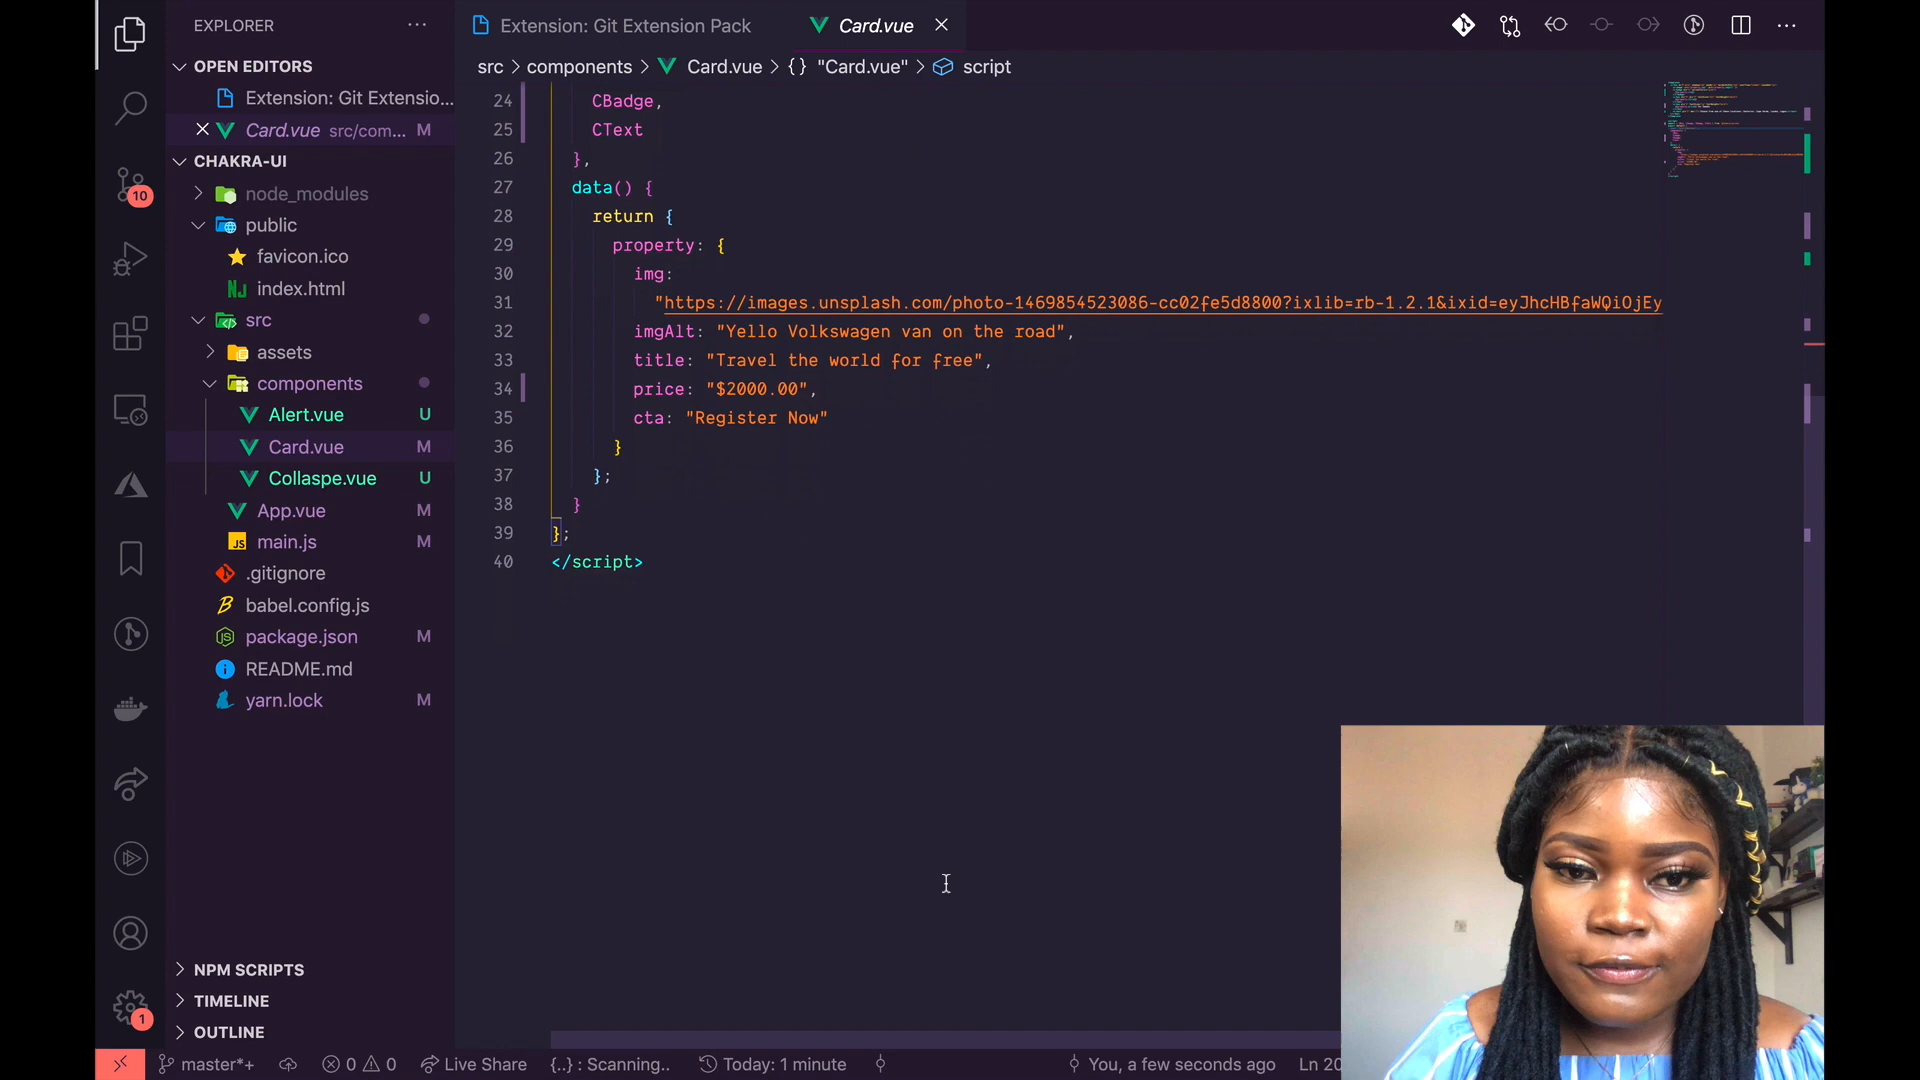 EXPLORER
OPEN EDITORS
Extension: Git Extensio...
Card.vue src/com... M
CHAKRA-UI
node_modules
public
favicon.ico
index.html
src
assets
components
Alert.vue U
Card.vue M
Collaspe.vue U
App.vue M
JS main.js M
.gitignore
babel.config.js
package.json M
README.md
yarn.lock M
NPM SCRIPTS
TIMELINE
OUTLINE
10
1
Extension: Git Extension Pack
Card.vue
src > components > Card.vue > {} "Card.vue" > script
24 CBadge,
25 CText
26 },
27 data() {
28 return {
29 property: {
30 img:
31 "https://images.unsplash.com/photo-1469854523086-cc02fe5d8800?ixlib=rb-1.2.1&ixid=eyJhcHBfaWQiOjEy
32 imgAlt: "Yello Volkswagen van on the road",
33 title: "Travel the world for free",
34 price: "$2000.00",
35 cta: "Register Now"
36 }
37 };
38 }
39 };
40 </script>
master*+ 0 0 Live Share {..} : Scanning.. Today: 1 minute You, a few seconds ago Ln 20